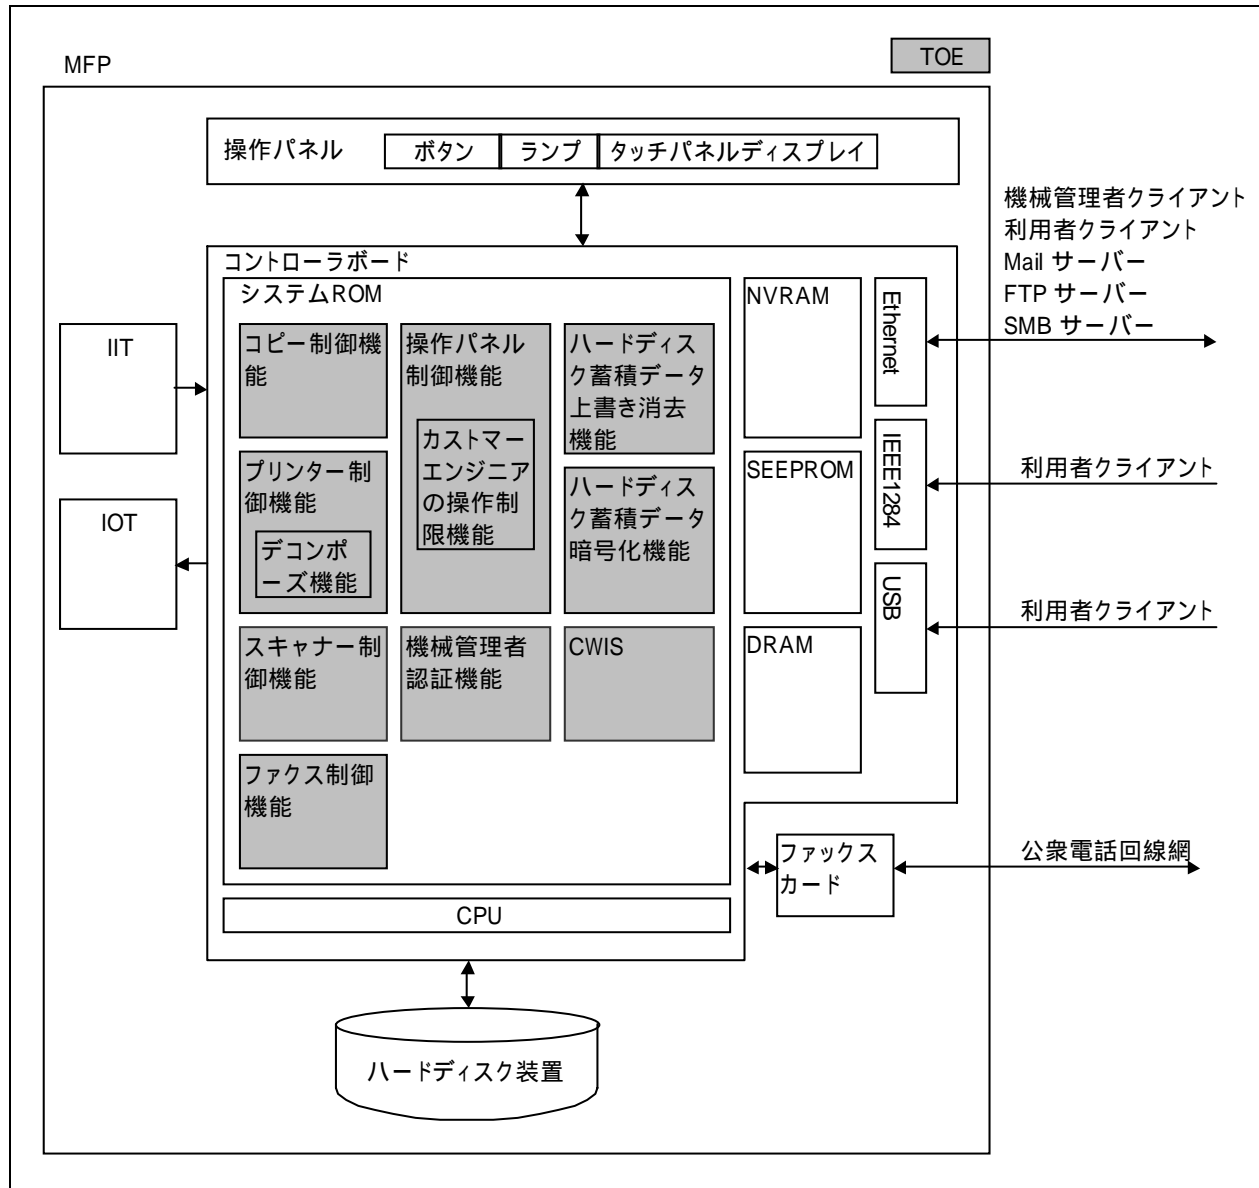 MFP
TOE
操作パネル
ボタン
ランプ
タッチパネルディスプレイ
コントローラボード
システムROM
コピー制御機
能
操作パネル
制御機能
カストマー
エンジニア
の操作制
限機能
ハードディス
ク蓄積データ
上書き消去
機能
プリンター制
御機能
デコンポ
ーズ機能
ハードディス
ク蓄積データ
暗号化機能
スキャナー制
御機能
機械管理者
認証機能
CWIS
ファクス制御
機能
CPU
NVRAM
SEEPROM
DRAM
Ethernet
IEEE1284
USB
IIT
IOT
機械管理者クライアント
利用者クライアント
Mail サーバー
FTP サーバー
SMB サーバー
利用者クライアント
利用者クライアント
ファックス
カード
公衆電話回線網
ハードディスク装置